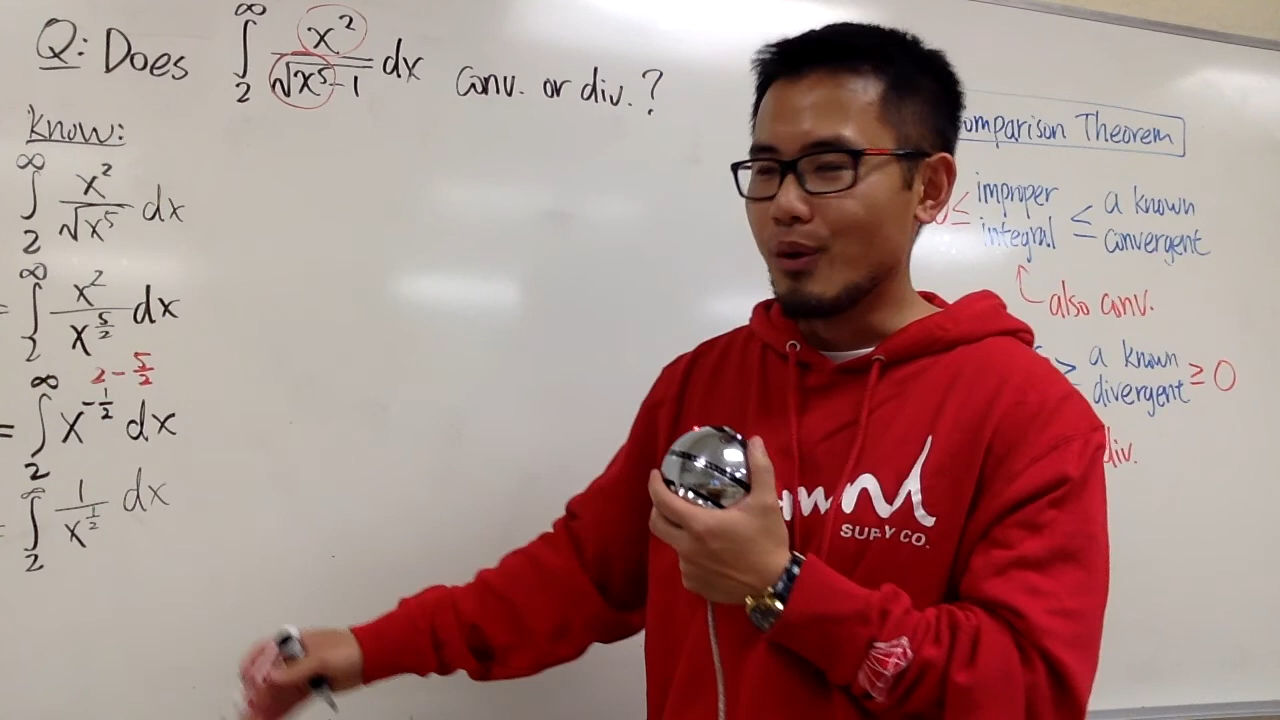 Q: Does ∫₂^∞ x²/√(x⁵-1) dx conv. or div.?
Know:
∫₂^∞ x²/√x⁵ dx
= ∫₂^∞ x²/x^(5/2) dx
2 - 5/2
= ∫₂^∞ x^(-1/2) dx
= ∫₂^∞ 1/x^(1/2) dx
omparison Theorem
≤ improper integral ≤ a known convergent
also conv.
≥ a known divergent ≥ 0
div.
SUPPLY CO.